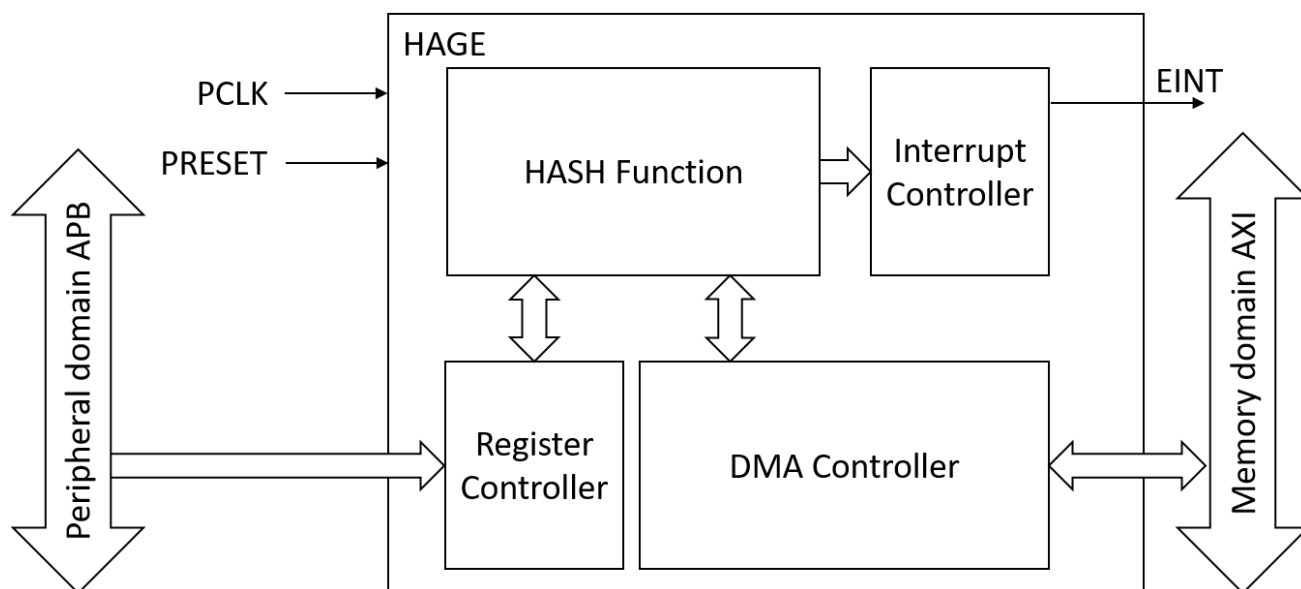 HAGE
PCLK
EINT
PRESET
HASH Function
Interrupt
Controller
Peripheral domain APB
Memory domain AXI
Register
Controller
DMA Controller